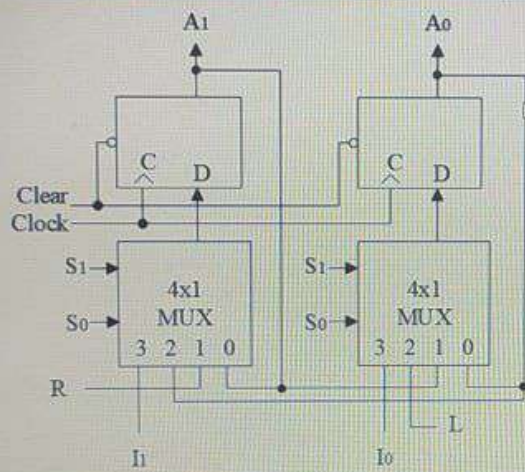 A1 A0
C D C D
Clear
Clock
S1 4x1 S1 4x1
S0 MUX S0 MUX
3 2 1 0 3 2 1 0
R
L
I1 I0